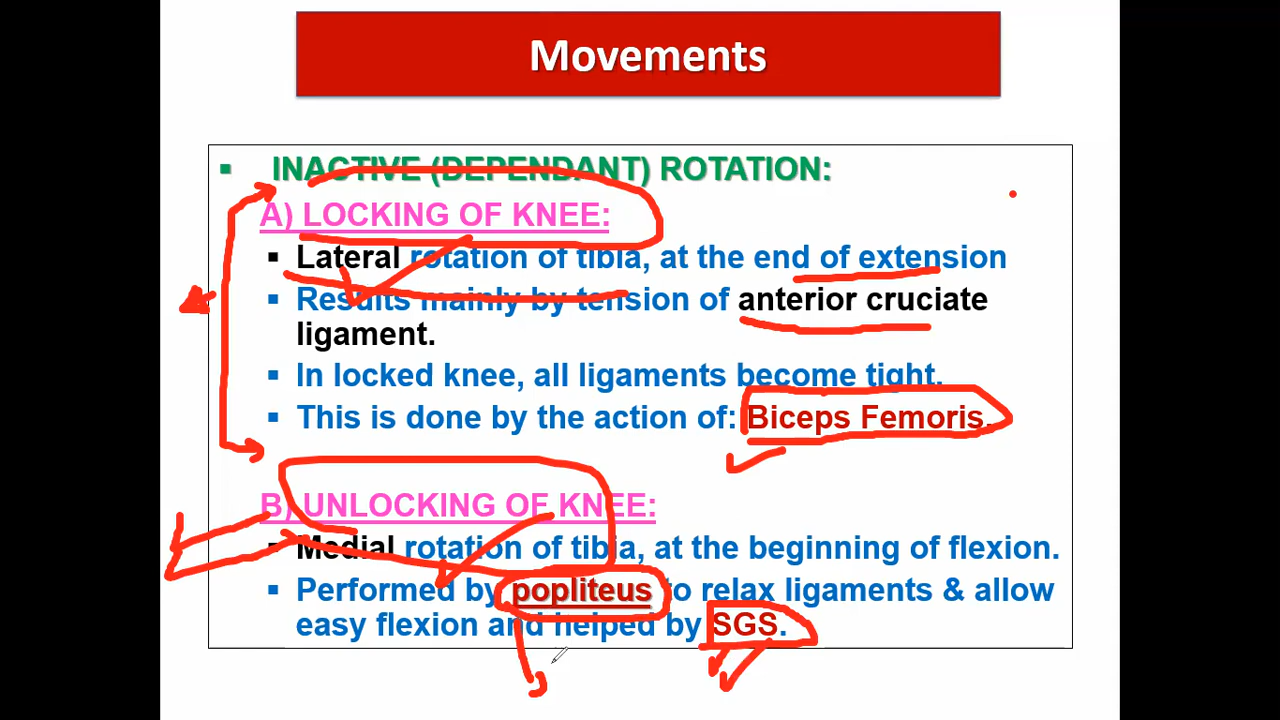 Movements
▪ INACTIVE (DEPENDANT) ROTATION:
A) LOCKING OF KNEE:
▪ Lateral rotation of tibia, at the end of extension
▪ Results mainly by tension of anterior cruciate
ligament.
▪ In locked knee, all ligaments become tight.
▪ This is done by the action of: Biceps Femoris.
B) UNLOCKING OF KNEE:
▪ Medial rotation of tibia, at the beginning of flexion.
▪ Performed by popliteus to relax ligaments & allow
easy flexion and helped by SGS.